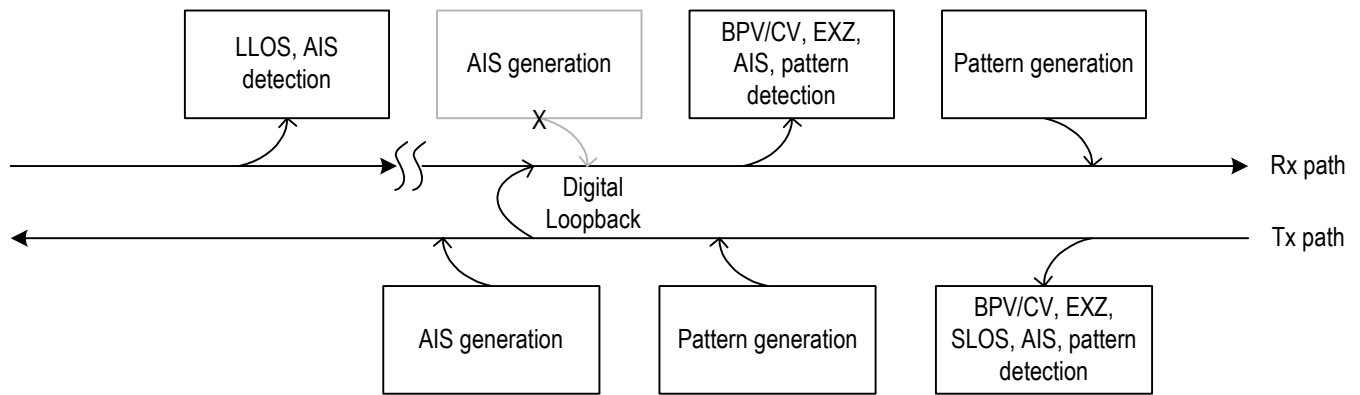 LLOS, AIS
detection
AIS generation
BPV/CV, EXZ,
AIS, pattern
detection
Pattern generation
X
Rx path
Digital
Loopback
Tx path
AIS generation
Pattern generation
BPV/CV, EXZ,
SLOS, AIS, pattern
detection